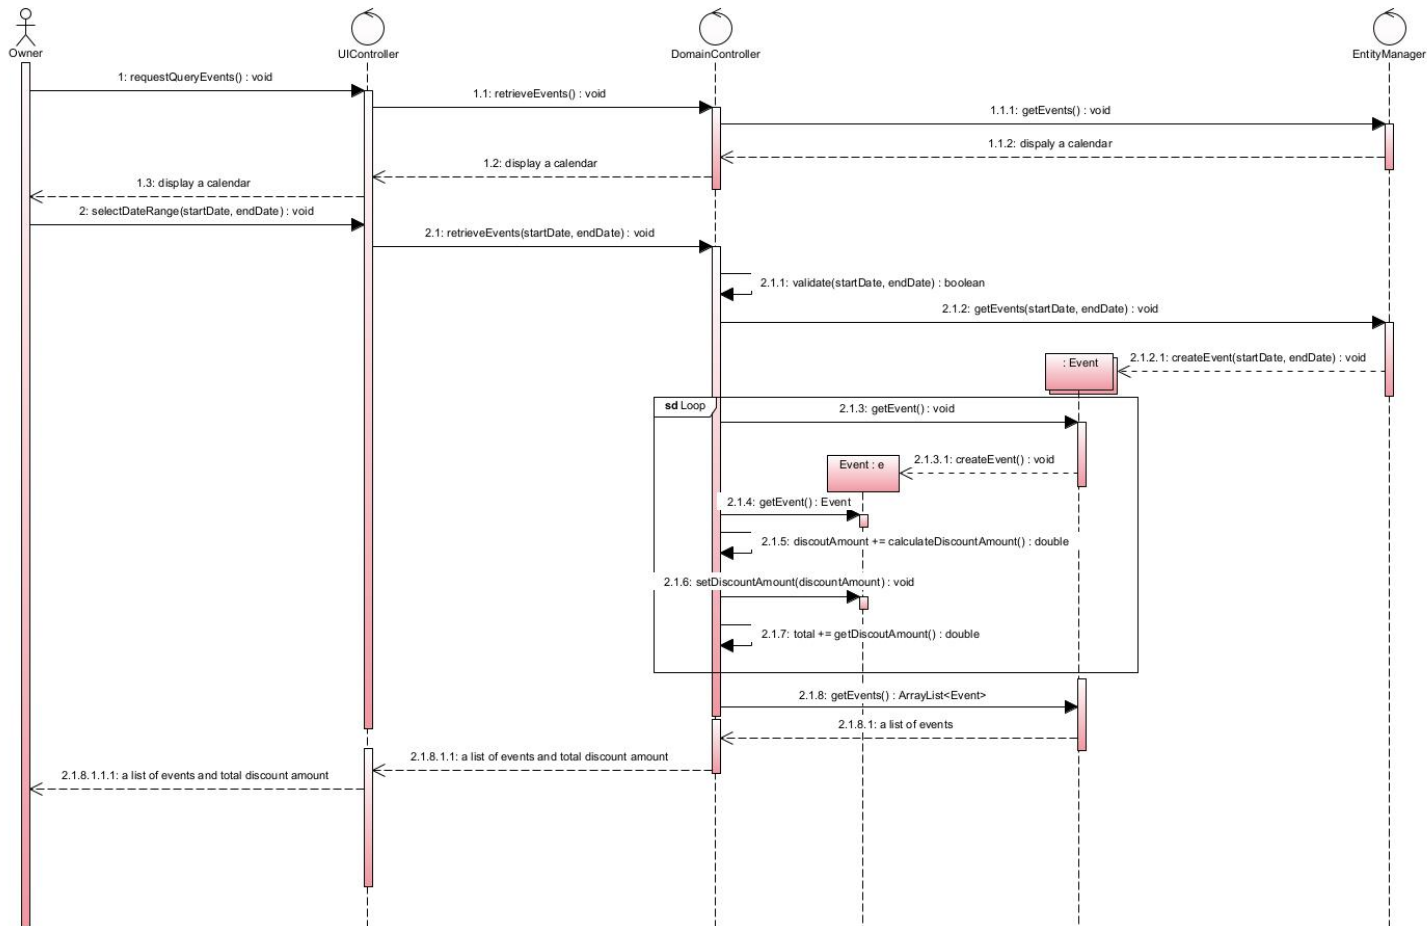 Owner
UIController
DomainController
EntityManager
1: requestQueryEvents() : void
1.1: retrieveEvents() : void
1.1.1: getEvents() : void
1.1.2: dispaly a calendar
1.2: display a calendar
1.3: display a calendar
2: selectDateRange(startDate, endDate) : void
2.1: retrieveEvents(startDate, endDate) : void
2.1.1: validate(startDate, endDate) : boolean
2.1.2: getEvents(startDate, endDate) : void
: Event
2.1.2.1: createEvent(startDate, endDate) : void
sd Loop
2.1.3: getEvent() : void
Event : e
2.1.3.1: createEvent() : void
2.1.4: getEvent() : Event
2.1.5: discoutAmount += calculateDiscountAmount() : double
2.1.6: setDiscountAmount(discountAmount) : void
2.1.7: total += getDiscoutAmount() : double
2.1.8: getEvents() : ArrayList<Event>
2.1.8.1: a list of events
2.1.8.1.1: a list of events and total discount amount
2.1.8.1.1.1: a list of events and total discount amount